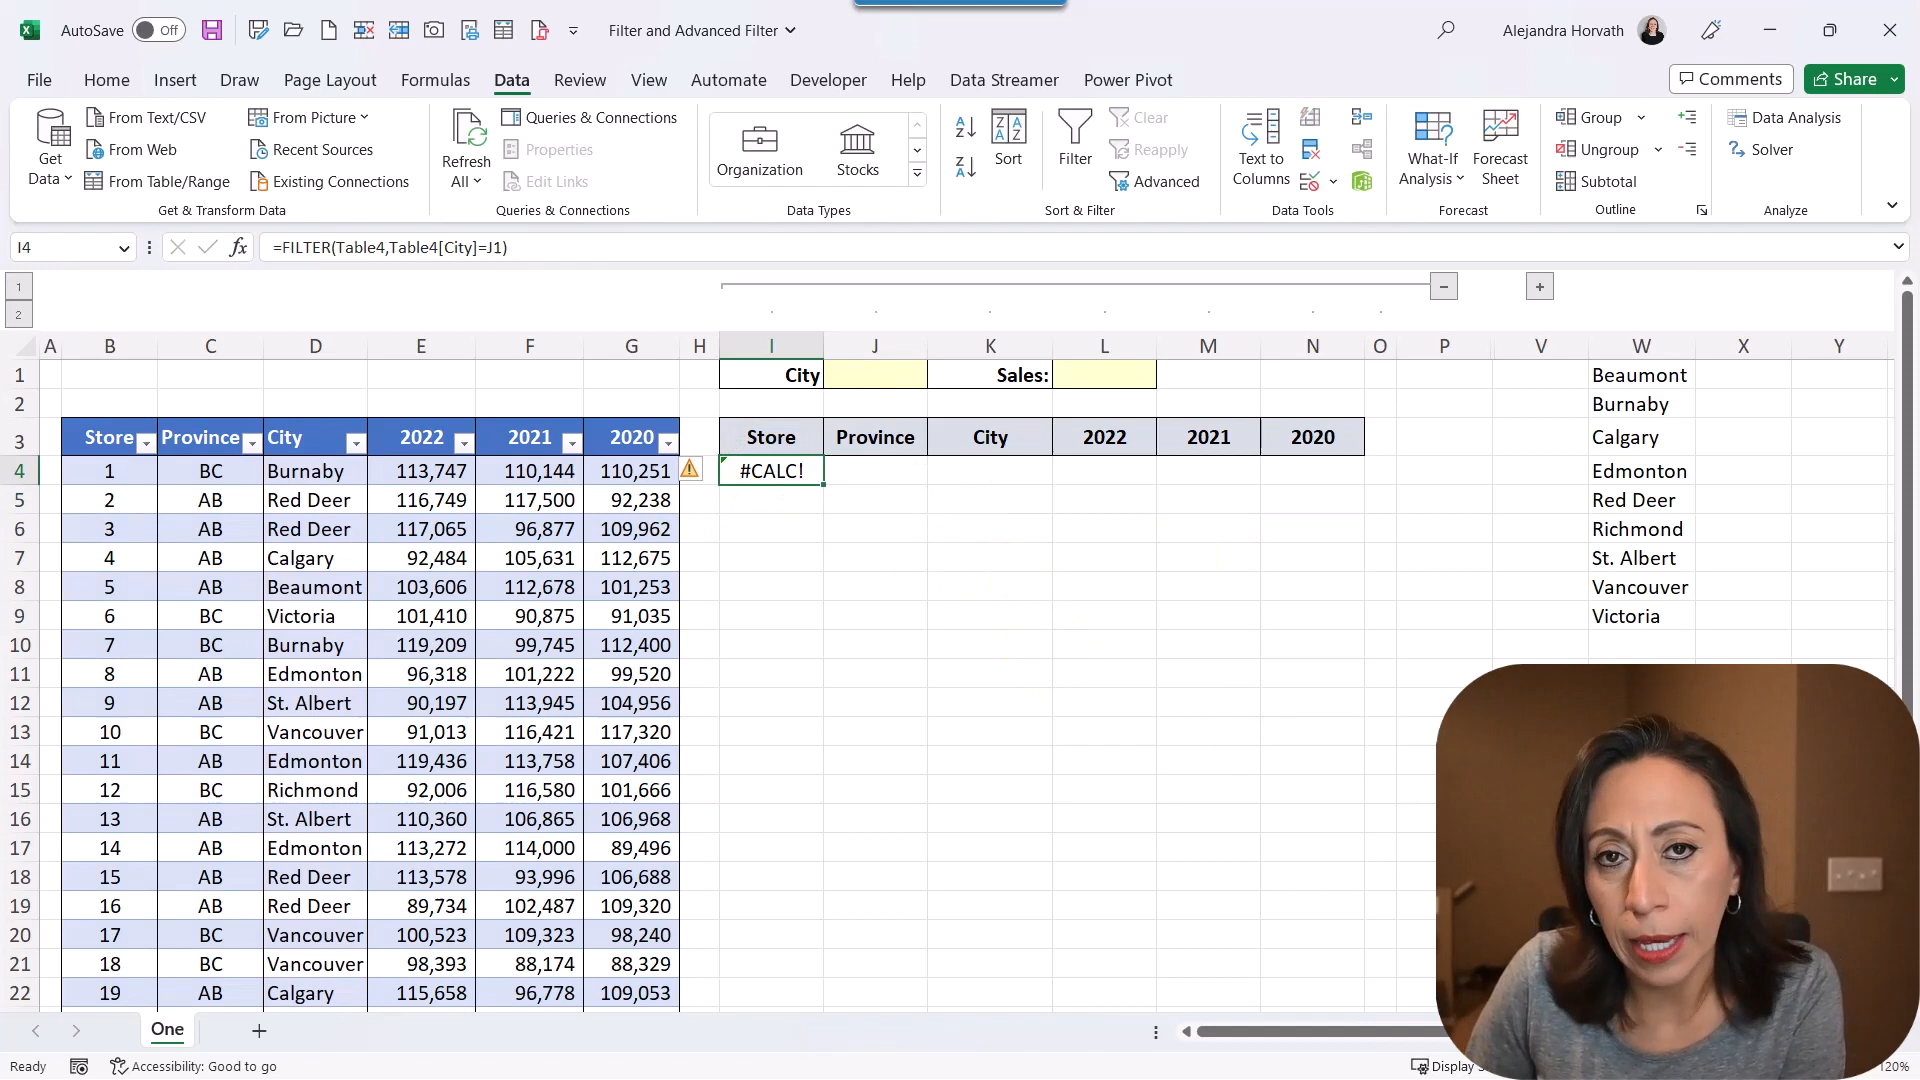 AutoSave Off Filter and Advanced Filter Alejandra Horvath
File Home Insert Draw Page Layout Formulas Data Review View Automate Developer Help Data Streamer Power Pivot Comments Share
Get Data From Text/CSV From Picture Refresh All Queries & Connections Organization Stocks Sort Filter Clear Text to Columns What-If Analysis Forecast Sheet Group Data Analysis
From Web Recent Sources Properties Reapply Ungroup Solver
From Table/Range Existing Connections Edit Links Advanced Subtotal
Get & Transform Data Queries & Connections Data Types Sort & Filter Data Tools Forecast Outline Analyze
I4 fx =FILTER(Table4,Table4[City]=J1)
1
2
A B C D E F G H I J K L M N O P V W X Y
1 City Sales: Beaumont
2 Burnaby
3 Store Province City 2022 2021 2020 Store Province City 2022 2021 2020 Calgary
4 1 BC Burnaby 113,747 110,144 110,251 #CALC! Edmonton
5 2 AB Red Deer 116,749 117,500 92,238 Red Deer
6 3 AB Red Deer 117,065 96,877 109,962 Richmond
7 4 AB Calgary 92,484 105,631 112,675 St. Albert
8 5 AB Beaumont 103,606 112,678 101,253 Vancouver
9 6 BC Victoria 101,410 90,875 91,035 Victoria
10 7 BC Burnaby 119,209 99,745 112,400
11 8 AB Edmonton 96,318 101,222 99,520
12 9 AB St. Albert 90,197 113,945 104,956
13 10 BC Vancouver 91,013 116,421 117,320
14 11 AB Edmonton 119,436 113,758 107,406
15 12 BC Richmond 92,006 116,580 101,666
16 13 AB St. Albert 110,360 106,865 106,968
17 14 AB Edmonton 113,272 114,000 89,496
18 15 AB Red Deer 113,578 93,996 106,688
19 16 AB Red Deer 89,734 102,487 109,320
20 17 BC Vancouver 100,523 109,323 98,240
21 18 BC Vancouver 98,393 88,174 88,329
22 19 AB Calgary 115,658 96,778 109,053
One
Ready Accessibility: Good to go Display 120%